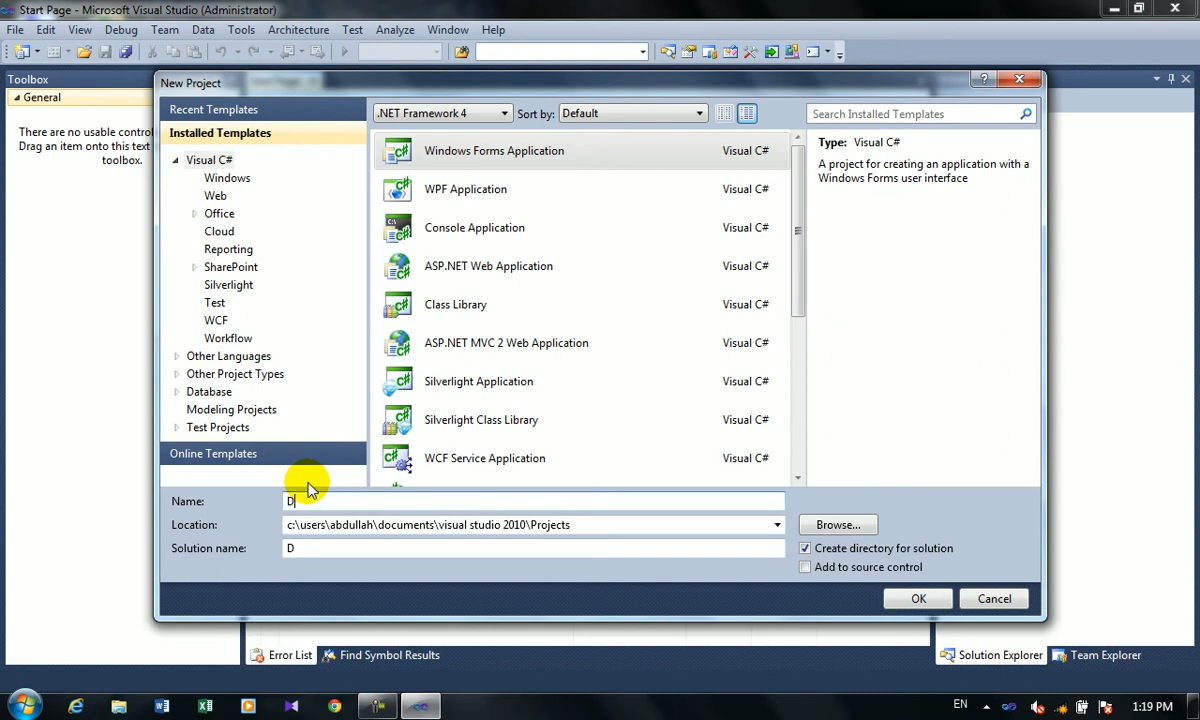 Start Page - Microsoft Visual Studio (Administrator)
File Edit View Debug Team Data Tools Architecture Test Analyze Window Help
Toolbox
General
There are no usable control
Drag an item onto this text
toolbox.
New Project
Recent Templates
Installed Templates
Visual C#
Windows
Web
Office
Cloud
Reporting
SharePoint
Silverlight
Test
WCF
Workflow
Other Languages
Other Project Types
Database
Modeling Projects
Test Projects
Online Templates
.NET Framework 4 Sort by: Default
Windows Forms Application Visual C#
WPF Application Visual C#
Console Application Visual C#
ASP.NET Web Application Visual C#
Class Library Visual C#
ASP.NET MVC 2 Web Application Visual C#
Silverlight Application Visual C#
Silverlight Class Library Visual C#
WCF Service Application Visual C#
Search Installed Templates
Type: Visual C#
A project for creating an application with a
Windows Forms user interface
Name: D
Location: c:\users\abdullah\documents\visual studio 2010\Projects Browse...
Solution name: D
Create directory for solution
Add to source control
OK Cancel
Error List Find Symbol Results Solution Explorer Team Explorer
EN 1:19 PM